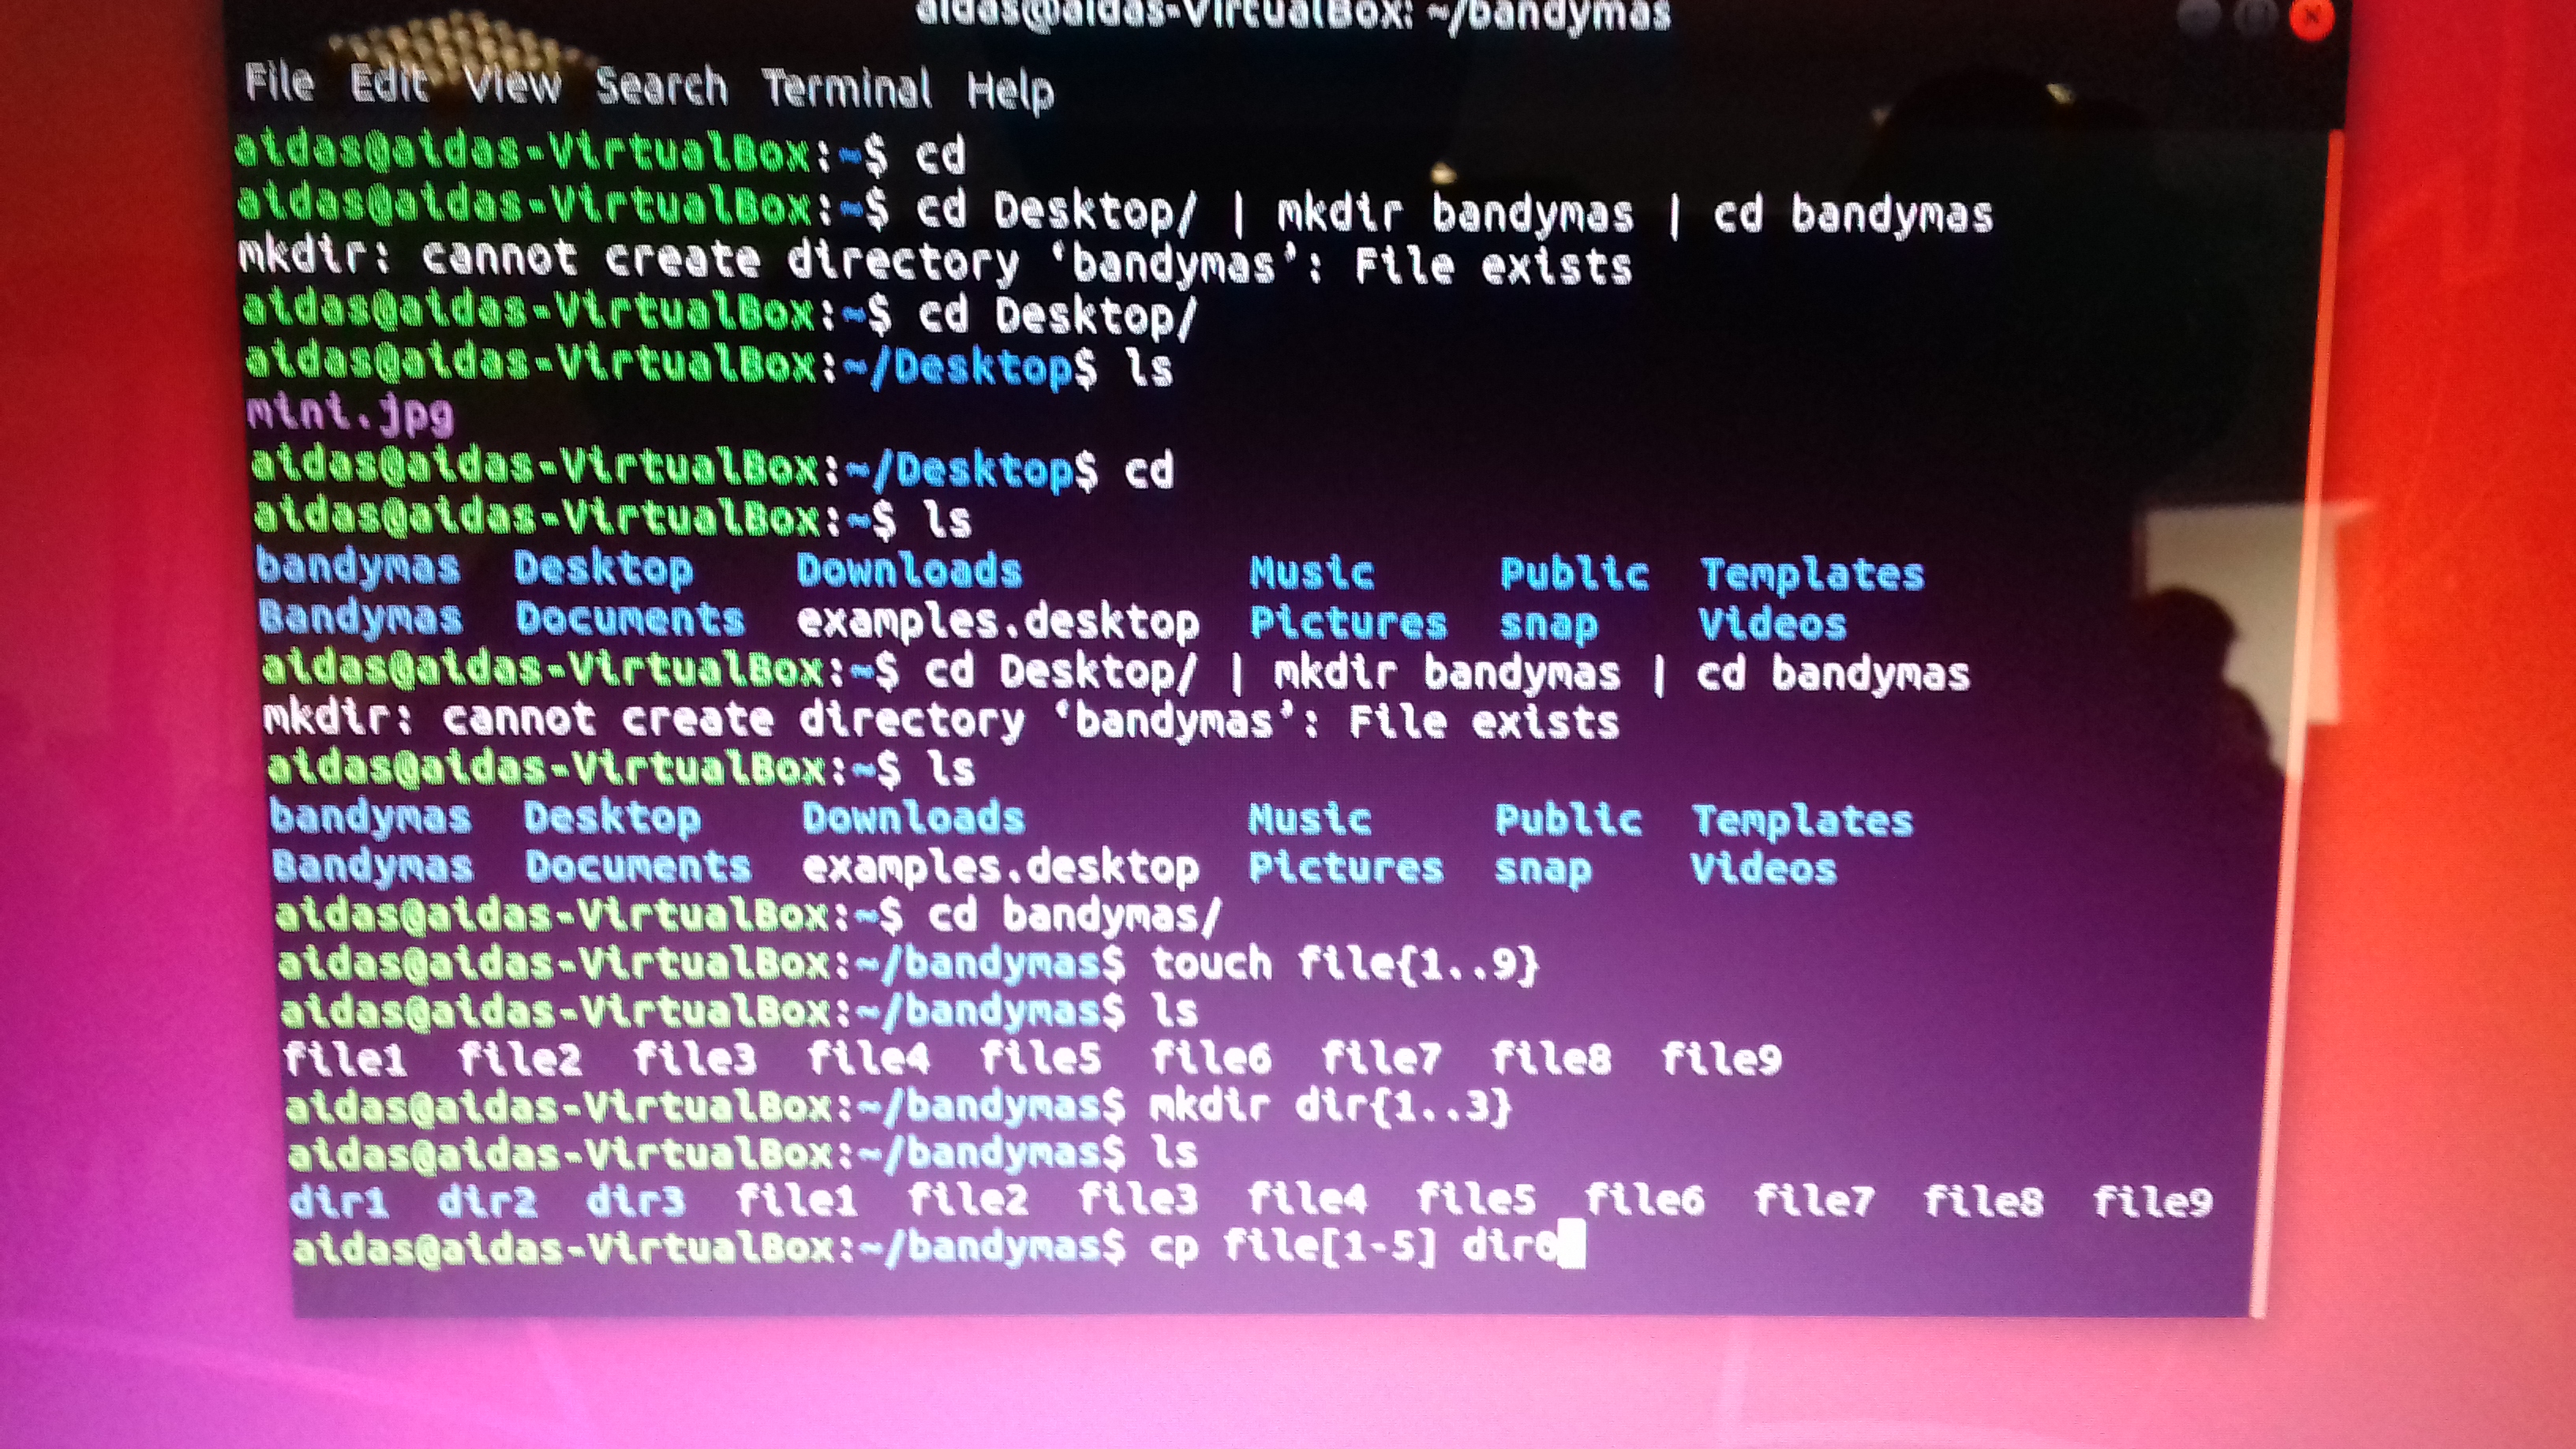 aidas@aidas-VirtualBox: ~/bandymas
File Edit View Search Terminal Help
aidas@aidas-VirtualBox:~$ cd
aidas@aidas-VirtualBox:~$ cd Desktop/ | mkdir bandymas | cd bandymas
mkdir: cannot create directory ‘bandymas’: File exists
aidas@aidas-VirtualBox:~$ cd Desktop/
aidas@aidas-VirtualBox:~/Desktop$ ls
mini.jpg
aidas@aidas-VirtualBox:~/Desktop$ cd
aidas@aidas-VirtualBox:~$ ls
bandymas Desktop Downloads Music Public Templates
Bandymas Documents examples.desktop Pictures snap Videos
aidas@aidas-VirtualBox:~$ cd Desktop/ | mkdir bandymas | cd bandymas
mkdir: cannot create directory ‘bandymas’: File exists
aidas@aidas-VirtualBox:~$ ls
bandymas Desktop Downloads Music Public Templates
Bandymas Documents examples.desktop Pictures snap Videos
aidas@aidas-VirtualBox:~$ cd bandymas/
aidas@aidas-VirtualBox:~/bandymas$ touch file{1..9}
aidas@aidas-VirtualBox:~/bandymas$ ls
file1 file2 file3 file4 file5 file6 file7 file8 file9
aidas@aidas-VirtualBox:~/bandymas$ mkdir dir{1..3}
aidas@aidas-VirtualBox:~/bandymas$ ls
dir1 dir2 dir3 file1 file2 file3 file4 file5 file6 file7 file8 file9
aidas@aidas-VirtualBox:~/bandymas$ cp file[1-5] dir0